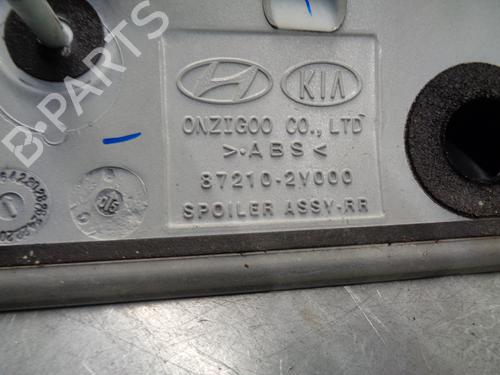 B-PARTS
KIA
ONZIGOO CO., LTD
>.ABS<
87210-2Y000
SPOILER ASSY-RR